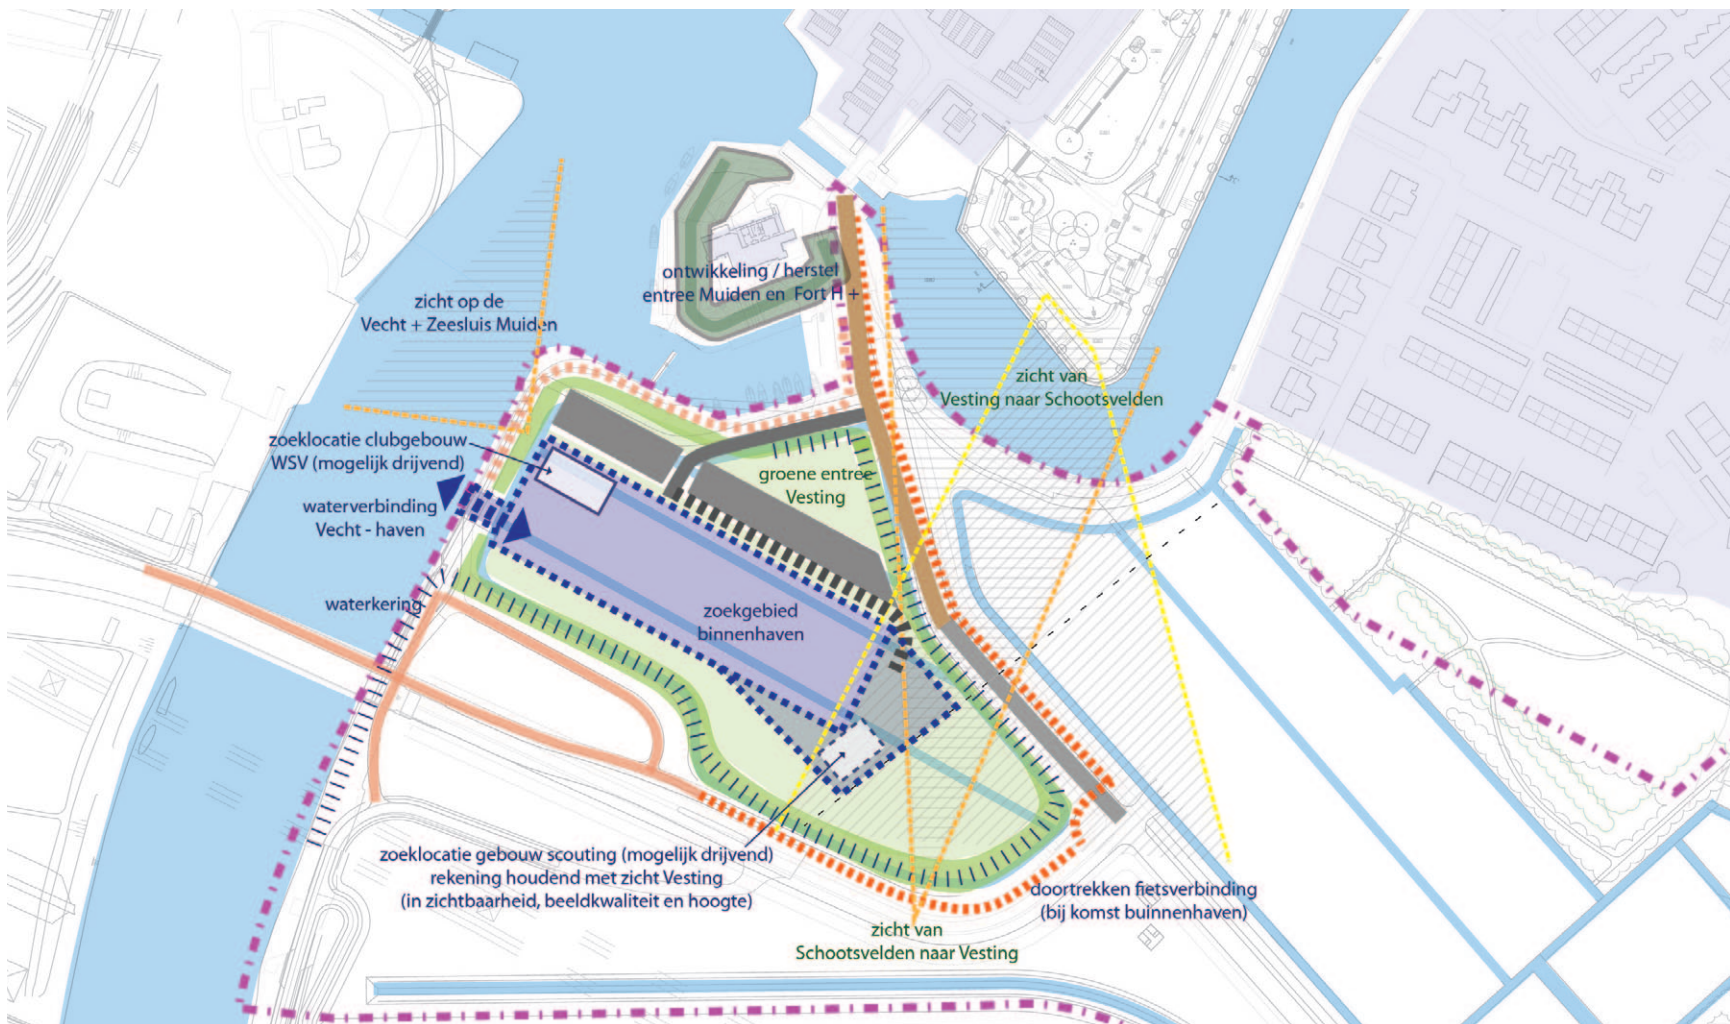 ontwikkeling / herstel
entree Muiden en Fort H +
zicht op de
Vecht + Zeesluis Muiden
zicht van
Vesting naar Schootsvelden
zoeklocatie clubgebouw
WSV (mogelijk drijvend)
groene entree
Vesting
waterverbinding
Vecht - haven
waterkering
zoekgebied
binnenhaven
zoeklocatie gebouw scouting (mogelijk drijvend)
rekening houdend met zicht Vesting
(in zichtbaarheid, beeldkwaliteit en hoogte)
doortrekken fietsverbinding
(bij komst buinnenhaven)
zicht van
Schootsvelden naar Vesting